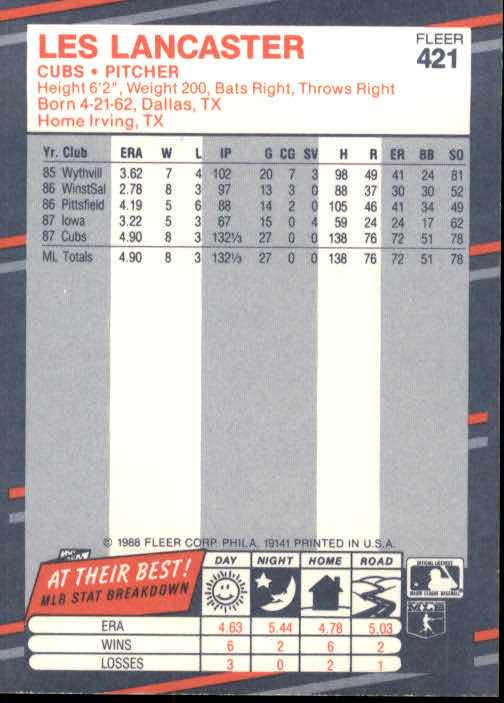 LES LANCASTER
FLEER
421
CUBS • PITCHER
Height 6'2", Weight 200, Bats Right, Throws Right
Born 4-21-62, Dallas, TX
Home Irving, TX
Yr. Club ERA W L IP G CG SV H R ER BB SO
85 Wythvill 3.62 7 4 102 20 7 3 98 49 41 24 81
86 WinstSal 2.78 8 3 97 13 3 0 88 37 30 30 52
86 Pittsfield 4.19 5 6 88 14 2 0 105 46 41 34 49
87 Iowa 3.22 5 3 67 15 0 4 59 24 24 17 62
87 Cubs 4.90 8 3 132⅓ 27 0 0 138 76 72 51 78
ML Totals 4.90 8 3 132⅓ 27 0 0 138 76 72 51 78
© 1988 FLEER CORP. PHILA. 19141 PRINTED IN U.S.A.
AT THEIR BEST!
MLB STAT BREAKDOWN
DAY NIGHT HOME ROAD
ERA 4.63 5.44 4.78 5.03
WINS 6 2 6 2
LOSSES 3 0 2 1
OFFICIAL LICENSEE
MAJOR LEAGUE BASEBALL